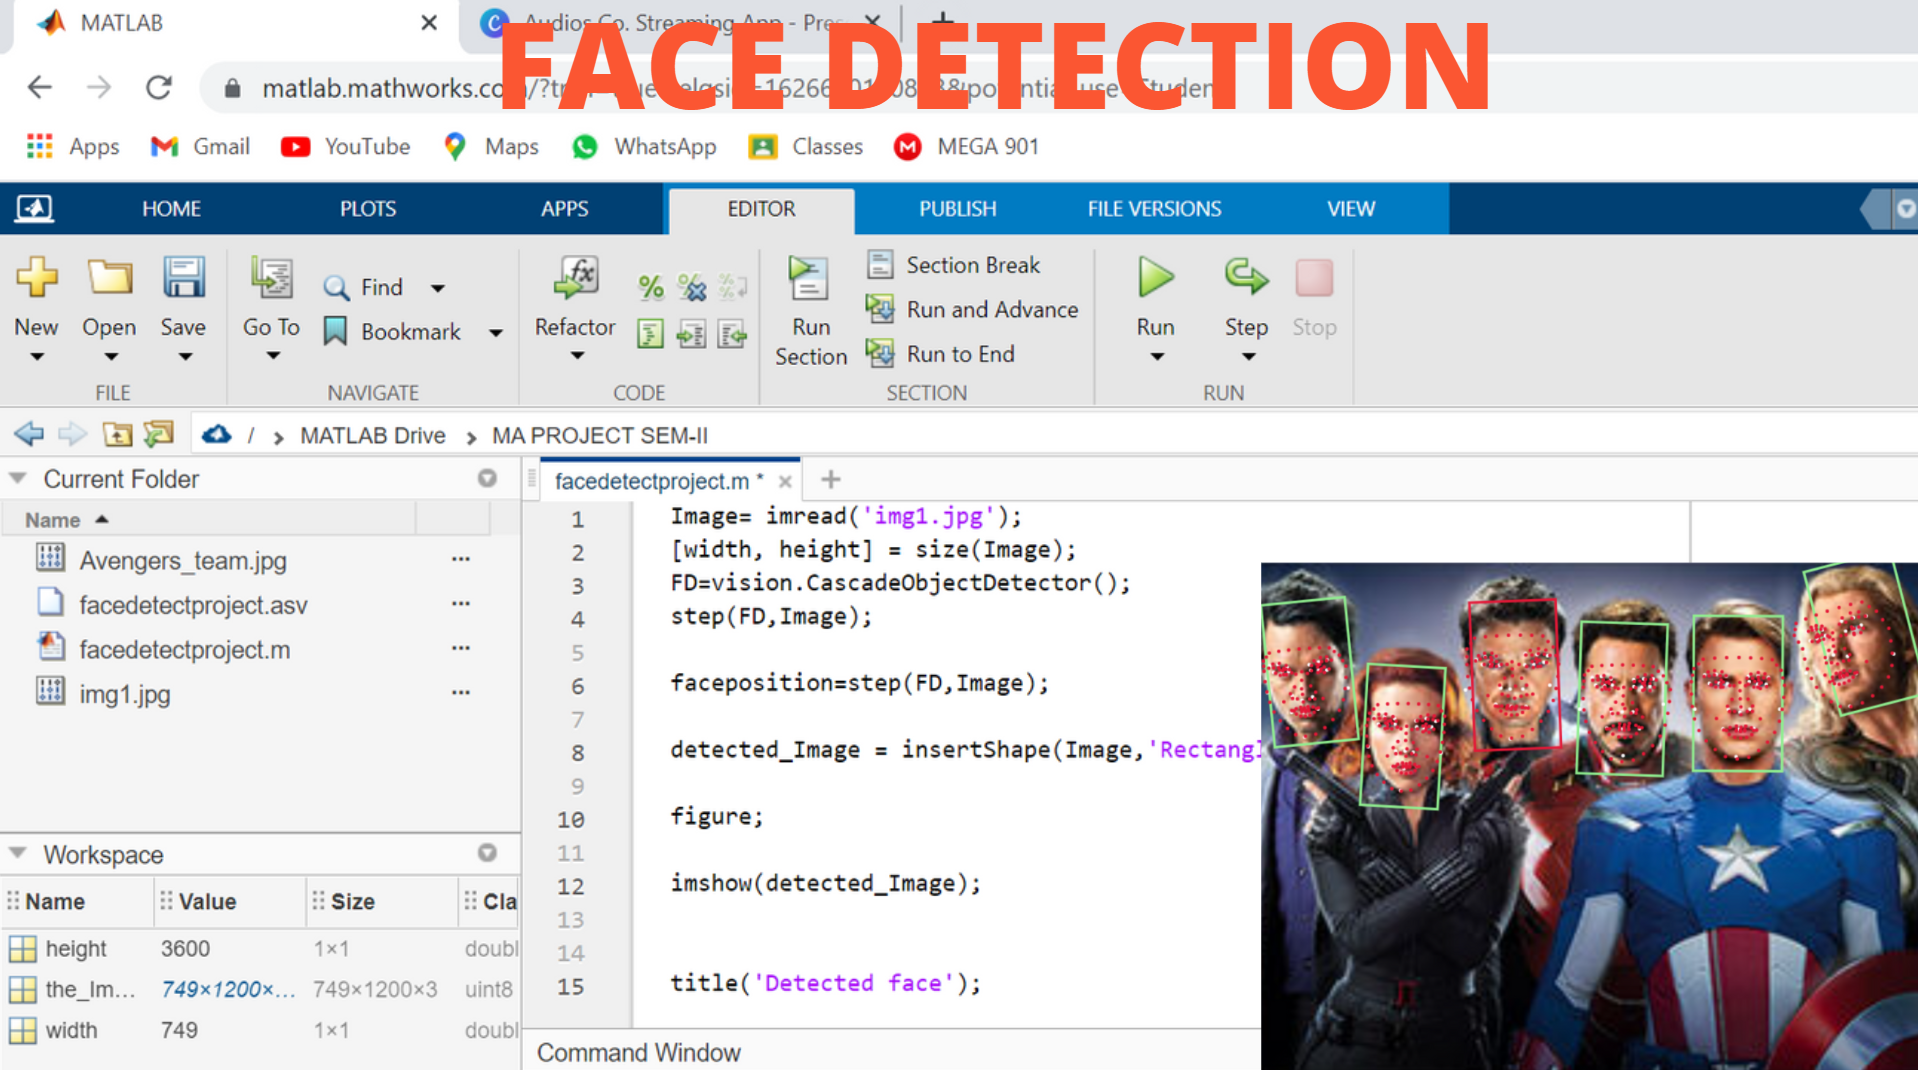 FACE DETECTION
MATLAB
Audios Co. Streaming App - Pres
matlab.mathworks.co
Apps Gmail YouTube Maps WhatsApp Classes MEGA 901
HOME PLOTS APPS EDITOR PUBLISH FILE VERSIONS VIEW
New Open Save Go To Find Bookmark Refactor Run Section Section Break Run and Advance Run to End Run Step Stop
FILE NAVIGATE CODE SECTION RUN
/ > MATLAB Drive > MA PROJECT SEM-II
Current Folder
Name
Avengers_team.jpg ...
facedetectproject.asv ...
facedetectproject.m ...
img1.jpg ...
Workspace
Name Value Size Cla
height 3600 1×1 doubl
the_Im... 749×1200×... 749×1200×3 uint8
width 749 1×1 doubl
facedetectproject.m * × +
1 Image= imread('img1.jpg');
2 [width, height] = size(Image);
3 FD=vision.CascadeObjectDetector();
4 step(FD,Image);
5
6 faceposition=step(FD,Image);
7
8 detected_Image = insertShape(Image,'Rectangl
9
10 figure;
11
12 imshow(detected_Image);
13
14
15 title('Detected face');
Command Window